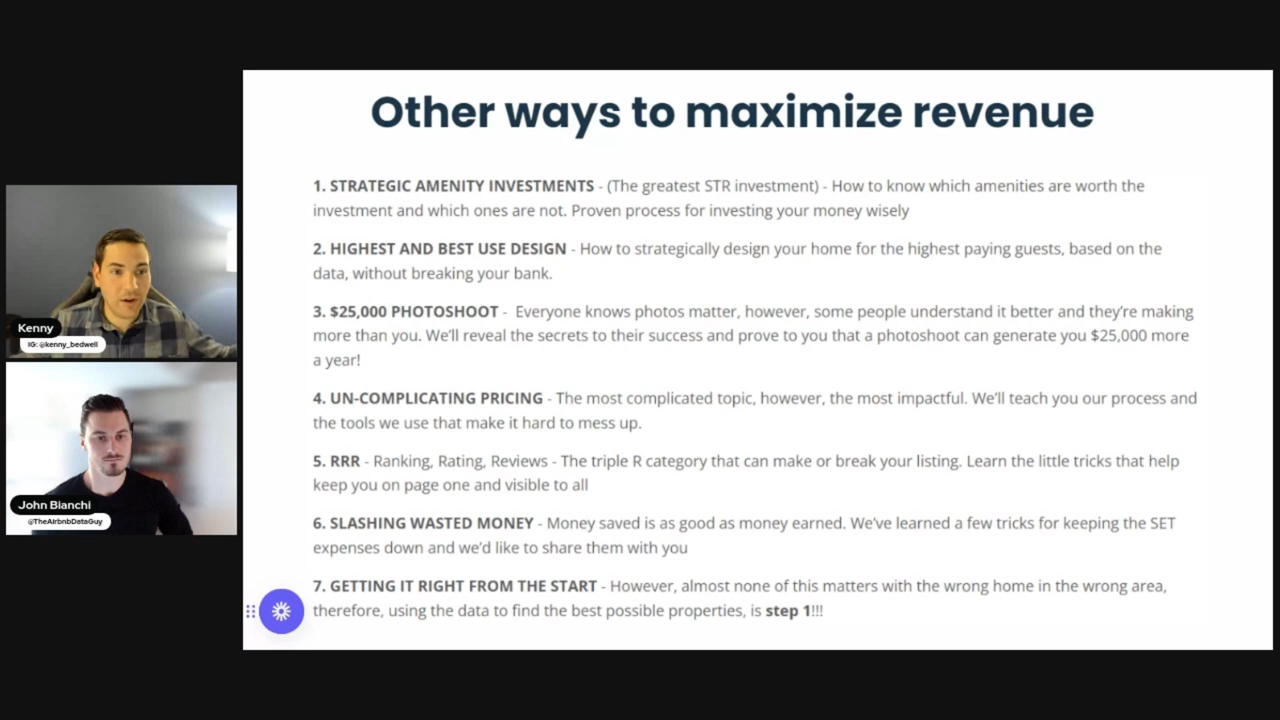 Other ways to maximize revenue
1. STRATEGIC AMENITY INVESTMENTS - (The greatest STR investment) - How to know which amenities are worth the
investment and which ones are not. Proven process for investing your money wisely
2. HIGHEST AND BEST USE DESIGN - How to strategically design your home for the highest paying guests, based on the
data, without breaking your bank.
3. $25,000 PHOTOSHOOT - Everyone knows photos matter, however, some people understand it better and they’re making
more than you. We’ll reveal the secrets to their success and prove to you that a photoshoot can generate you $25,000 more
a year!
4. UN-COMPLICATING PRICING - The most complicated topic, however, the most impactful. We’ll teach you our process and
the tools we use that make it hard to mess up.
5. RRR - Ranking, Rating, Reviews - The triple R category that can make or break your listing. Learn the little tricks that help
keep you on page one and visible to all
6. SLASHING WASTED MONEY - Money saved is as good as money earned. We’ve learned a few tricks for keeping the SET
expenses down and we’d like to share them with you
7. GETTING IT RIGHT FROM THE START - However, almost none of this matters with the wrong home in the wrong area,
therefore, using the data to find the best possible properties, is step 1!!!
Kenny
IG: @kenny_bedwell
John Bianchi
@TheAirbnbDataGuy